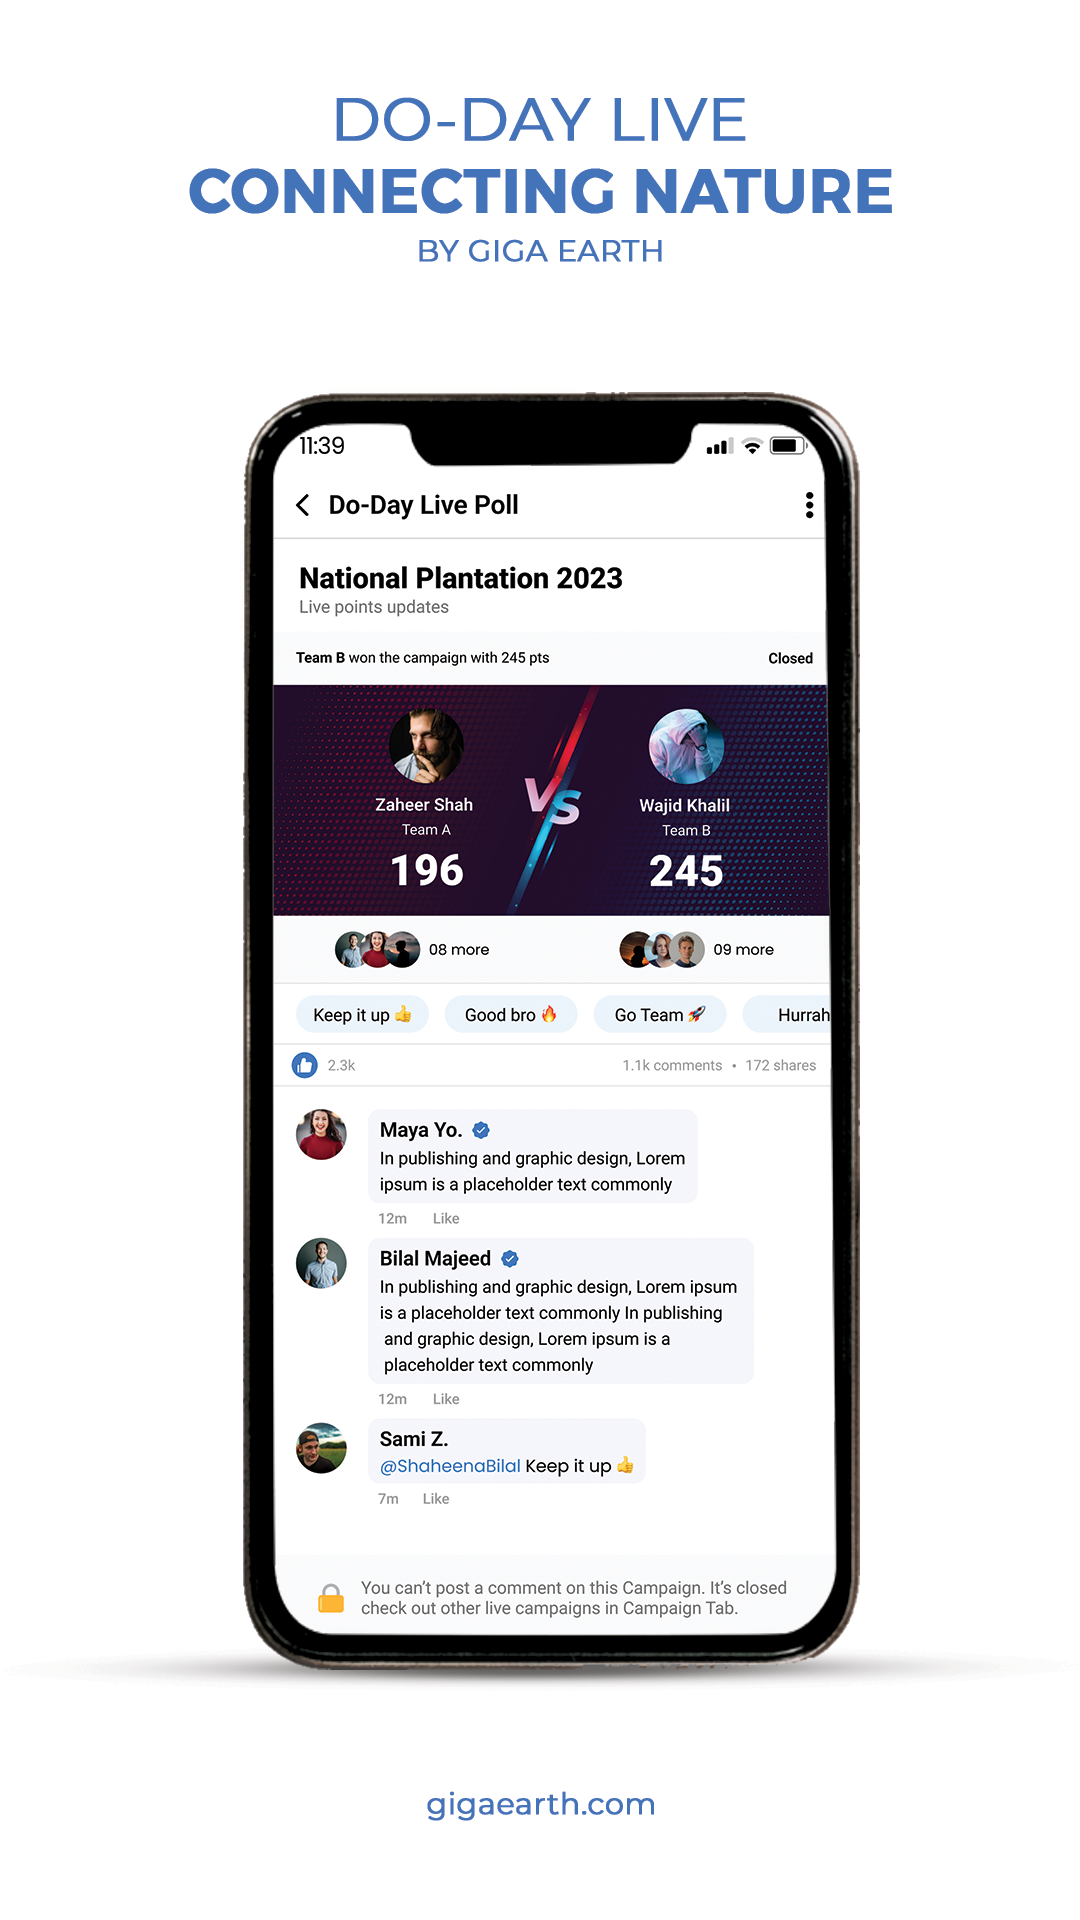 DO-DAY LIVE
CONNECTING NATURE
BY GIGA EARTH
11:39
Do-Day Live Poll
National Plantation 2023
Live points updates
Team B won the campaign with 245 pts
Closed
VS
Zaheer Shah
Wajid Khalil
Team A
Team B
196
245
08 more
09 more
Keep it up 👍
Good bro 🔥
Go Team 🚀
Hurrah
2.3k
1.1k comments • 172 shares
Maya Yo.
In publishing and graphic design, Lorem
ipsum is a placeholder text commonly
12m Like
Bilal Majeed
In publishing and graphic design, Lorem ipsum
is a placeholder text commonly In publishing
and graphic design, Lorem ipsum is a
placeholder text commonly
12m Like
Sami Z.
@ShaheenaBilal Keep it up 👍
7m Like
You can't post a comment on this Campaign. It's closed
check out other live campaigns in Campaign Tab.
gigaearth.com